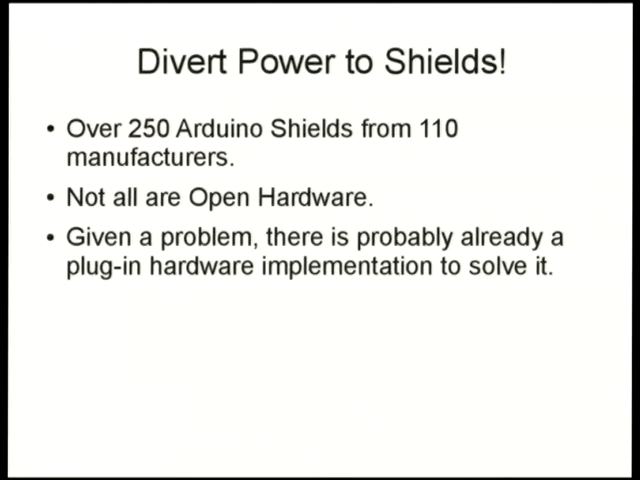 Divert Power to Shields!
• Over 250 Arduino Shields from 110
manufacturers.
• Not all are Open Hardware.
• Given a problem, there is probably already a
plug-in hardware implementation to solve it.